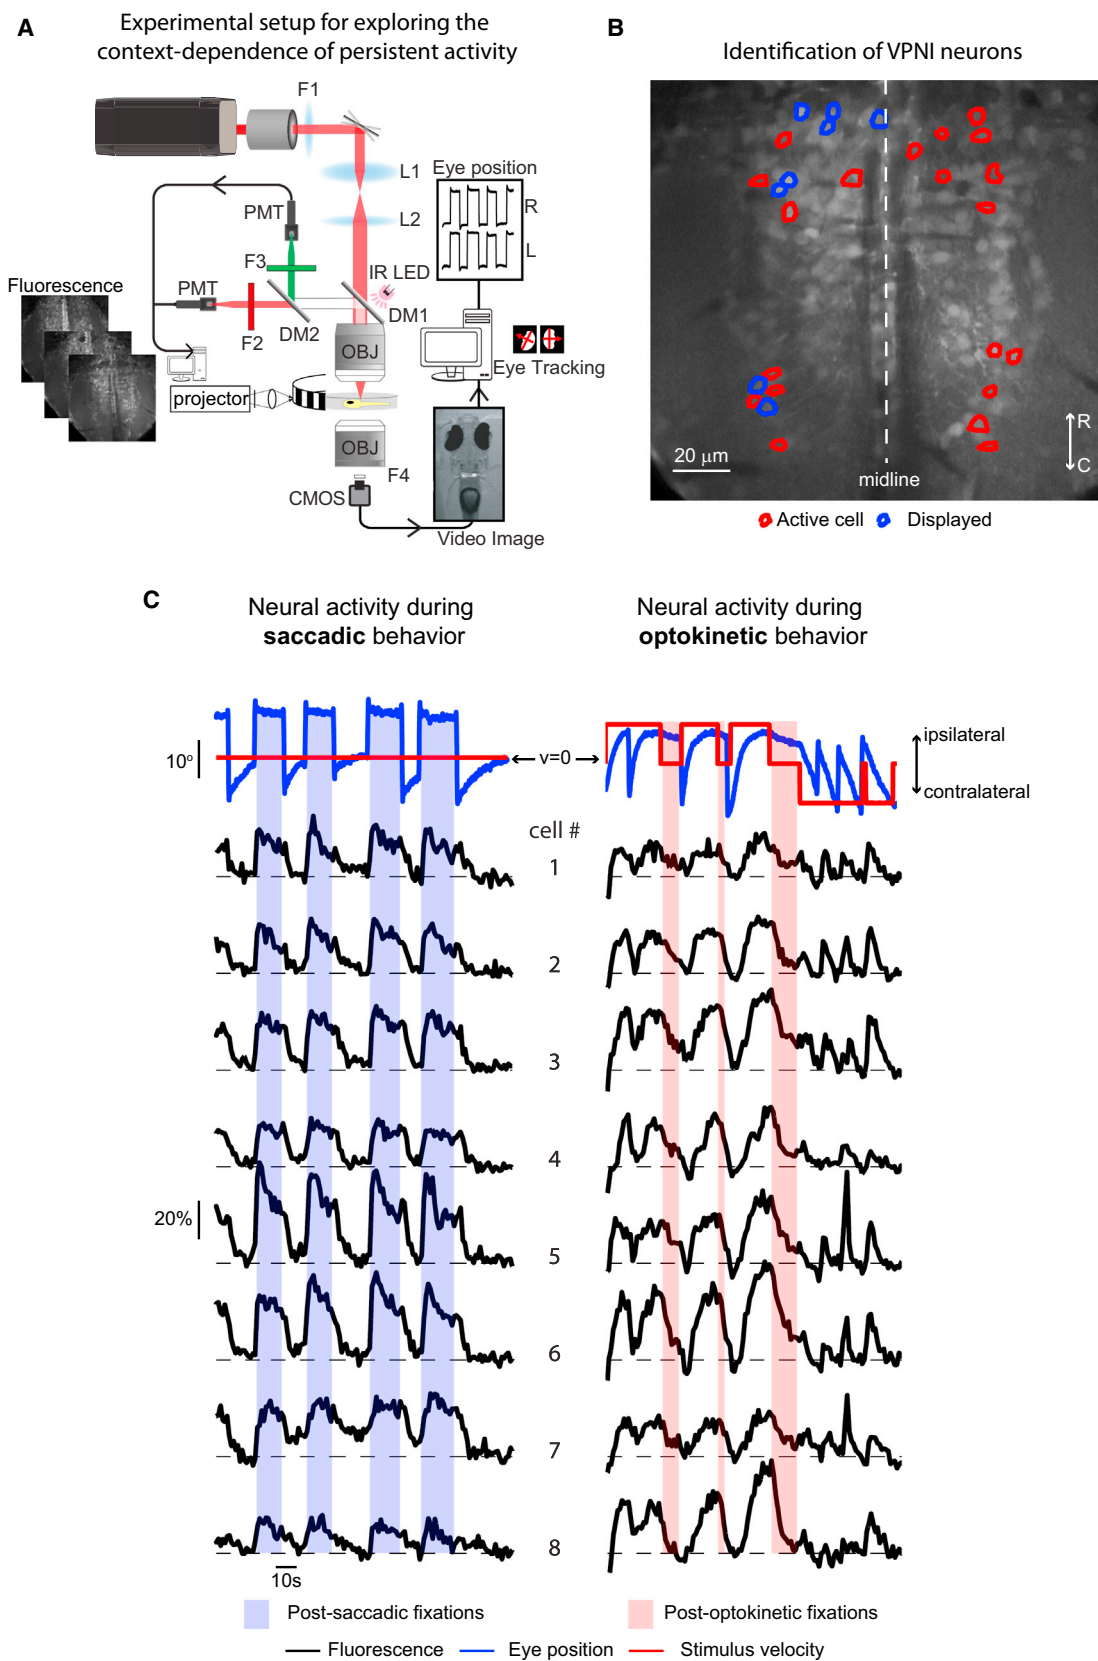 A
Experimental setup for exploring the
context-dependence of persistent activity
F1
L1
L2
Eye position
R
L
PMT
F3
IR LED
Fluorescence
PMT
DM1
DM2
F2
OBJ
Eye Tracking
projector
OBJ
F4
CMOS
Video Image
B
Identification of VPNI neurons
20 μm
midline
R
C
Active cell
Displayed
C
Neural activity during
saccadic behavior
Neural activity during
optokinetic behavior
10°
v=0
ipsilateral
contralateral
cell #
1
2
3
4
20%
5
6
7
8
10s
Post-saccadic fixations
Post-optokinetic fixations
Fluorescence
Eye position
Stimulus velocity